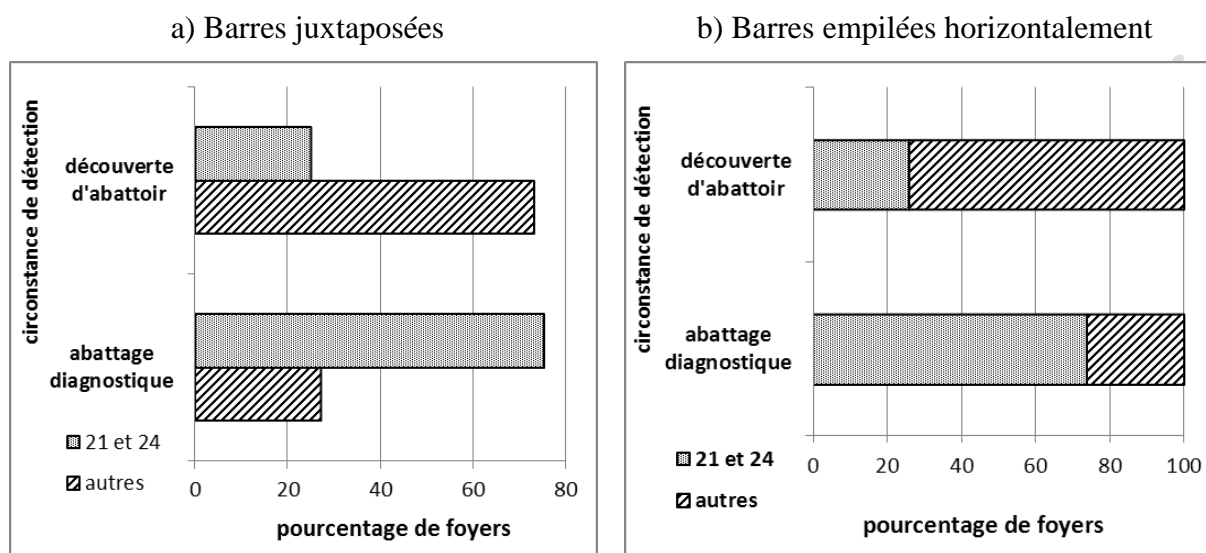 a) Barres juxtaposées
circonstance de détection
découverte
d'abattoir
abattage
diagnostique
21 et 24
autres
0 20 40 60 80
pourcentage de foyers
b) Barres empilées horizontalement
circonstance de détection
découverte
d'abattoir
abattage
diagnostique
21 et 24
autres
0 20 40 60 80 100
pourcentage de foyers